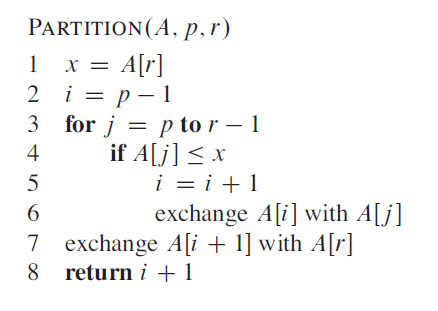 PARTITION(A, p, r)
1 x = A[r]
2 i = p − 1
3 for j = p to r − 1
4 if A[j] ≤ x
5 i = i + 1
6 exchange A[i] with A[j]
7 exchange A[i + 1] with A[r]
8 return i + 1